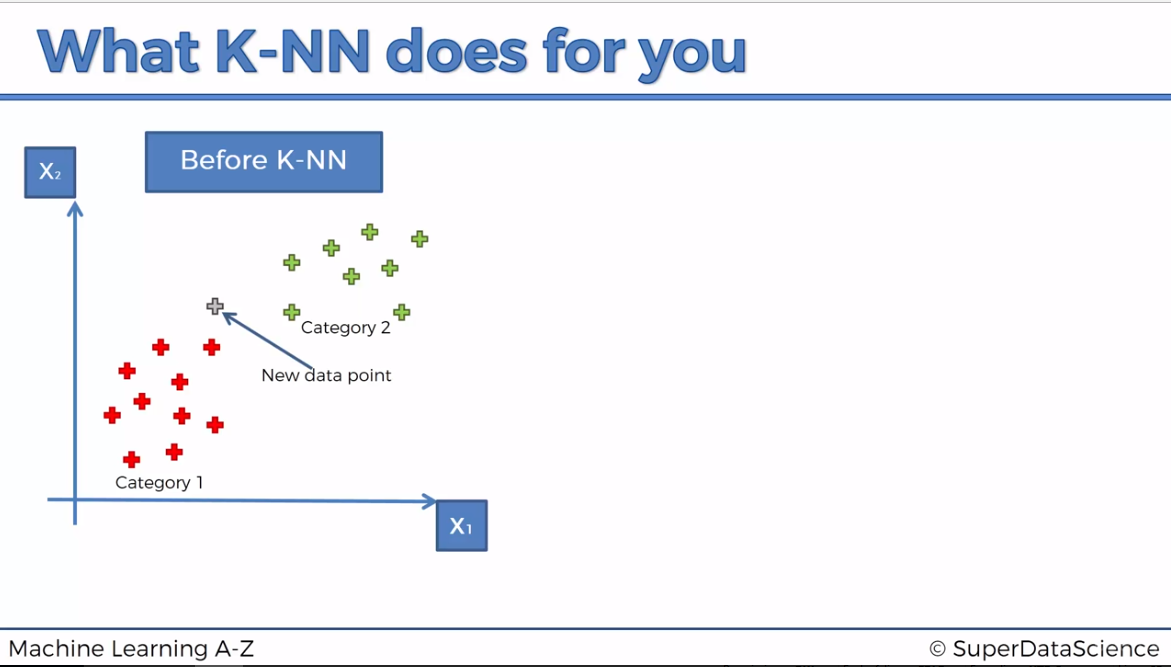 What K-NN does for you
Before K-NN
X₂
Category 2
New data point
Category 1
X₁
Machine Learning A-Z
© SuperDataScience